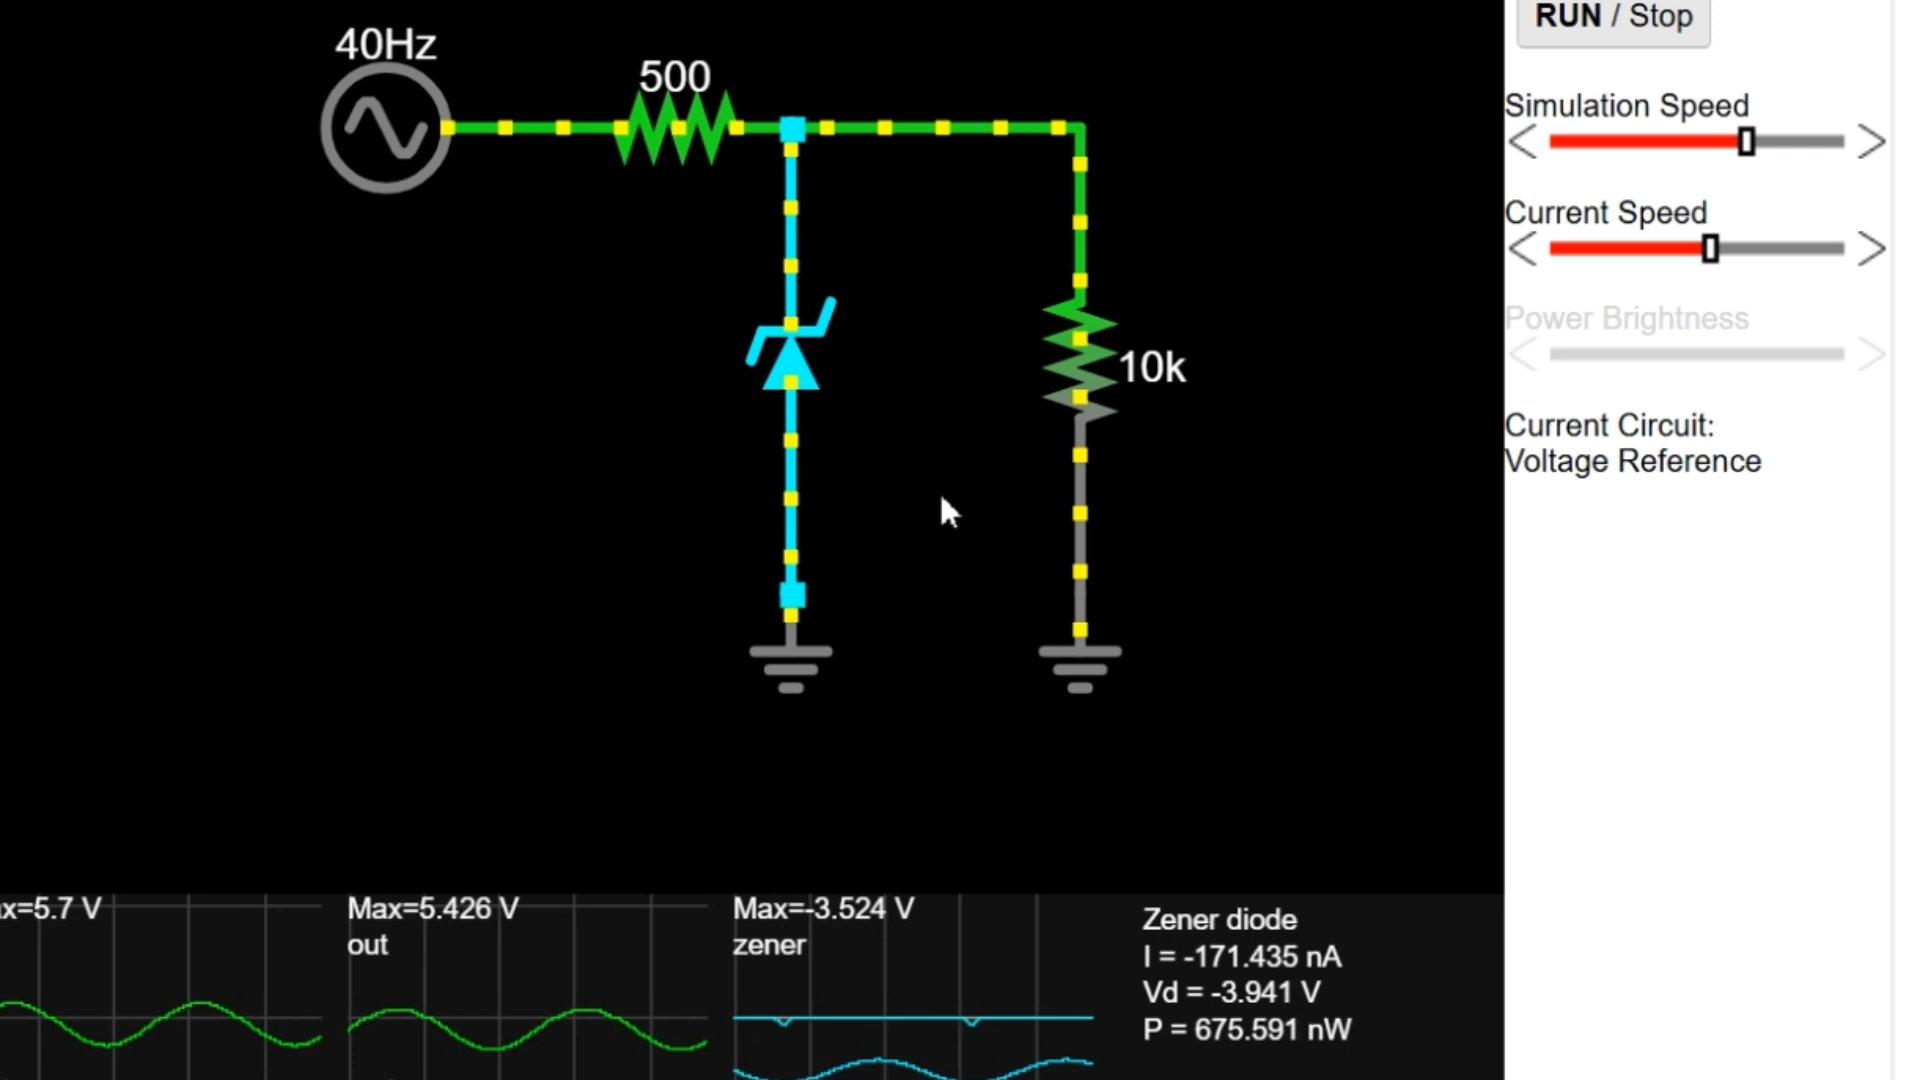 40Hz
500
10k
RUN / Stop
Simulation Speed
Current Speed
Power Brightness
Current Circuit:
Voltage Reference
x=5.7 V
Max=5.426 V
out
Max=-3.524 V
zener
Zener diode
I = -171.435 nA
Vd = -3.941 V
P = 675.591 nW